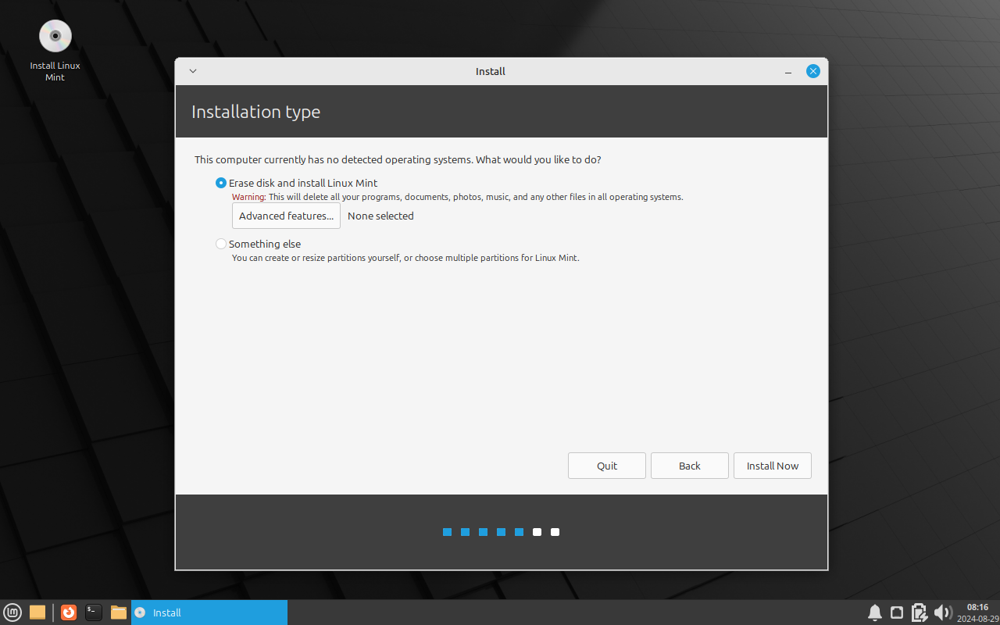 Install Linux
Mint
Install
Installation type
This computer currently has no detected operating systems. What would you like to do?
Erase disk and install Linux Mint
Warning: This will delete all your programs, documents, photos, music, and any other files in all operating systems.
Advanced features... None selected
Something else
You can create or resize partitions yourself, or choose multiple partitions for Linux Mint.
Quit Back Install Now
$_ Install 08:16
2024-08-29